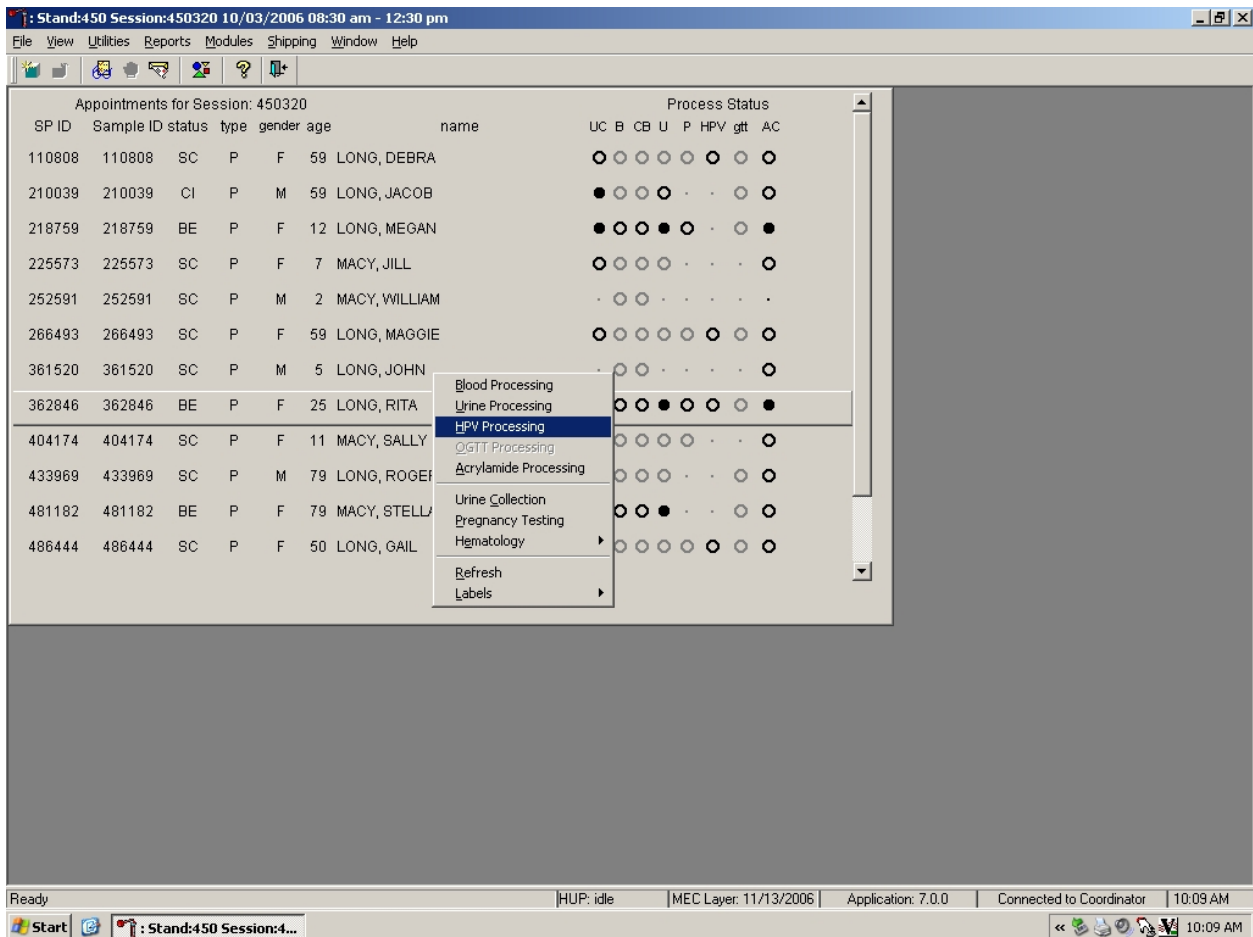 : Stand:450 Session:450320 10/03/2006 08:30 am - 12:30 pm
File View Utilities Reports Modules Shipping Window Help
Appointments for Session: 450320 Process Status
SP ID Sample ID status type gender age name UC B CB U P HPV gtt AC
110808 110808 SC P F 59 LONG, DEBRA
210039 210039 CI P M 59 LONG, JACOB
218759 218759 BE P F 12 LONG, MEGAN
225573 225573 SC P F 7 MACY, JILL
252591 252591 SC P M 2 MACY, WILLIAM
266493 266493 SC P F 59 LONG, MAGGIE
361520 361520 SC P M 5 LONG, JOHN
362846 362846 BE P F 25 LONG, RITA
404174 404174 SC P F 11 MACY, SALLY
433969 433969 SC P M 79 LONG, ROGER
481182 481182 BE P F 79 MACY, STELLA
486444 486444 SC P F 50 LONG, GAIL
Blood Processing
Urine Processing
HPV Processing
OGTT Processing
Acrylamide Processing
Urine Collection
Pregnancy Testing
Hematology
Refresh
Labels
Ready HUP: idle MEC Layer: 11/13/2006 Application: 7.0.0 Connected to Coordinator 10:09 AM
Start : Stand:450 Session:4... « 10:09 AM